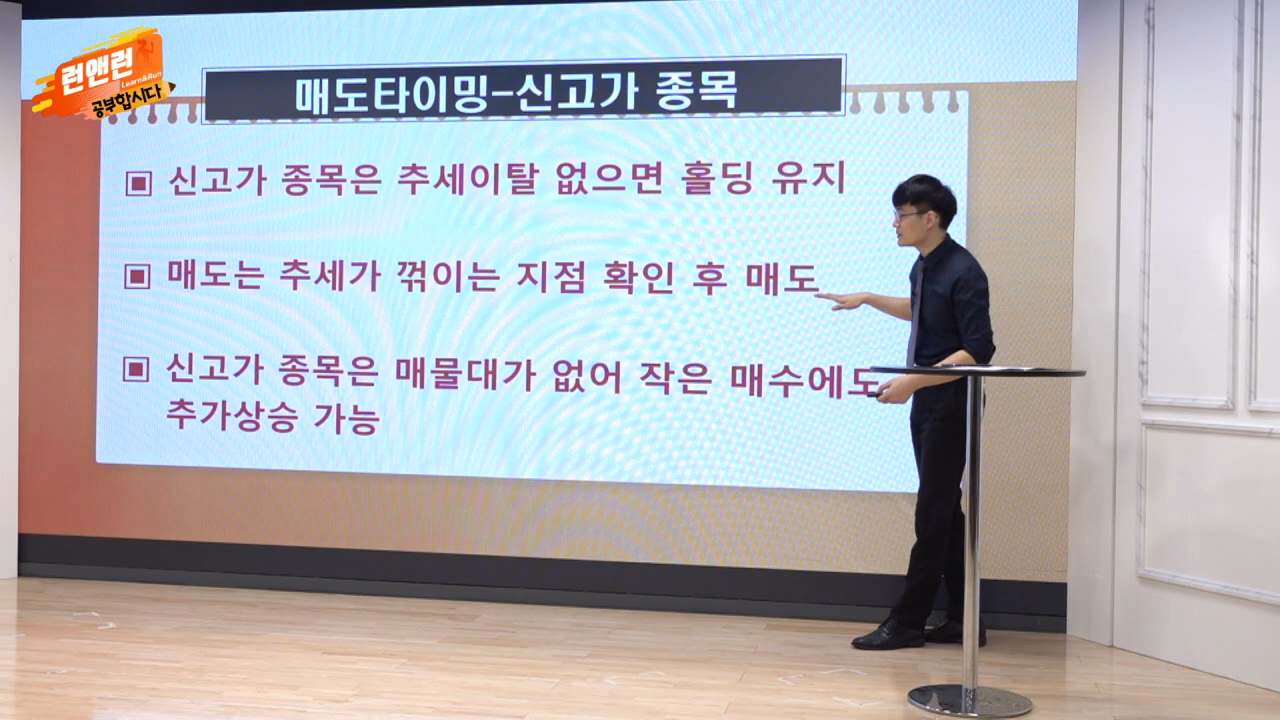 런앤런
Learn&Run
공부합시다
매도타이밍-신고가 종목
신고가 종목은 추세이탈 없으면 홀딩 유지
매도는 추세가 꺾이는 지점 확인 후 매도
신고가 종목은 매물대가 없어 작은 매수에도
추가상승 가능